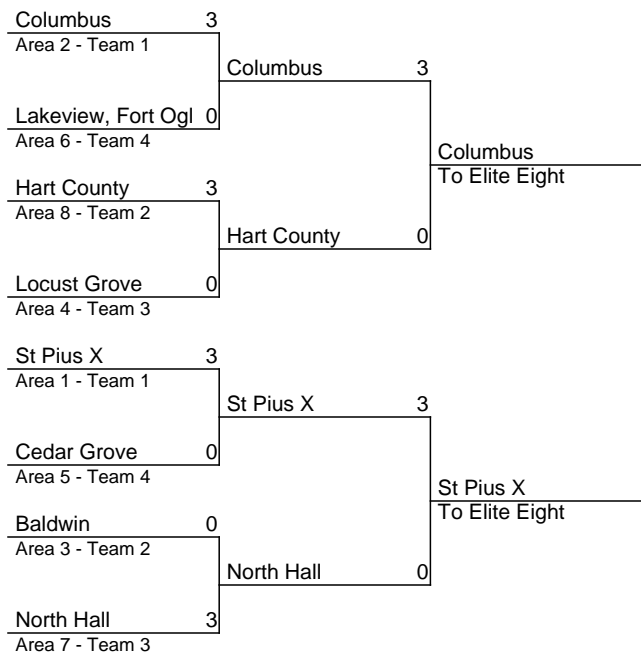 Columbus 3
Area 2 - Team 1
Columbus 3
Lakeview, Fort Ogl 0
Area 6 - Team 4
Columbus
To Elite Eight
Hart County 3
Area 8 - Team 2
Hart County 0
Locust Grove 0
Area 4 - Team 3
St Pius X 3
Area 1 - Team 1
St Pius X 3
Cedar Grove 0
Area 5 - Team 4
St Pius X
To Elite Eight
Baldwin 0
Area 3 - Team 2
North Hall 0
North Hall 3
Area 7 - Team 3